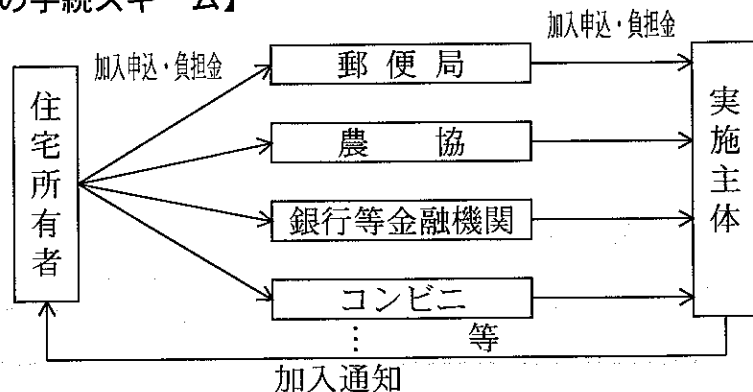 の手続スキーム】
加入申込・負担金
加入申込・負担金
住宅所有者
郵便局
農協
銀行等金融機関
コンビニ
⋮ 等
実施主体
加入通知